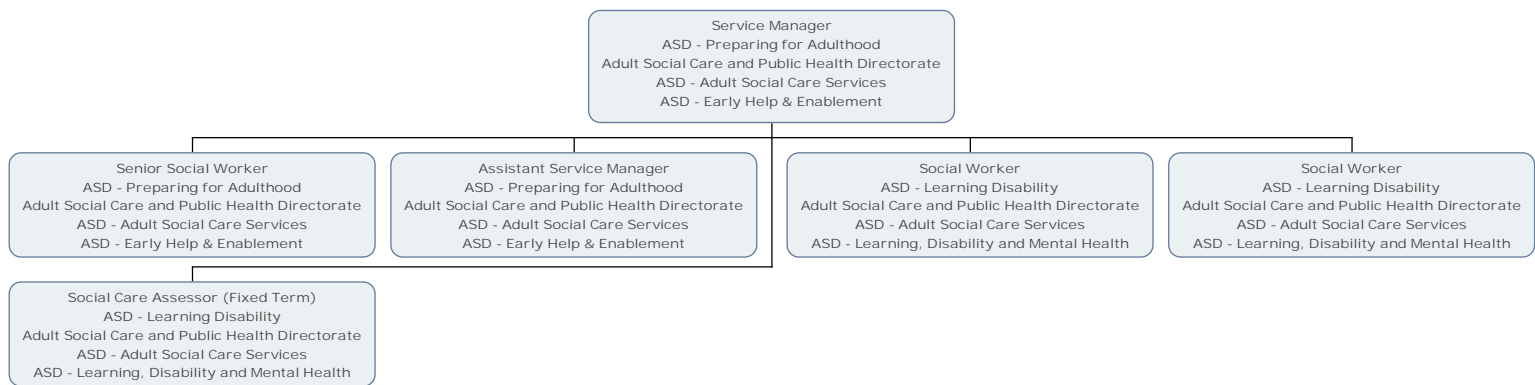 Service Manager
ASD - Preparing for Adulthood
Adult Social Care and Public Health Directorate
ASD - Adult Social Care Services
ASD - Early Help & Enablement
Senior Social Worker
ASD - Preparing for Adulthood
Adult Social Care and Public Health Directorate
ASD - Adult Social Care Services
ASD - Early Help & Enablement
Assistant Service Manager
ASD - Preparing for Adulthood
Adult Social Care and Public Health Directorate
ASD - Adult Social Care Services
ASD - Early Help & Enablement
Social Worker
ASD - Learning Disability
Adult Social Care and Public Health Directorate
ASD - Adult Social Care Services
ASD - Learning, Disability and Mental Health
Social Worker
ASD - Learning Disability
Adult Social Care and Public Health Directorate
ASD - Adult Social Care Services
ASD - Learning, Disability and Mental Health
Social Care Assessor (Fixed Term)
ASD - Learning Disability
Adult Social Care and Public Health Directorate
ASD - Adult Social Care Services
ASD - Learning, Disability and Mental Health